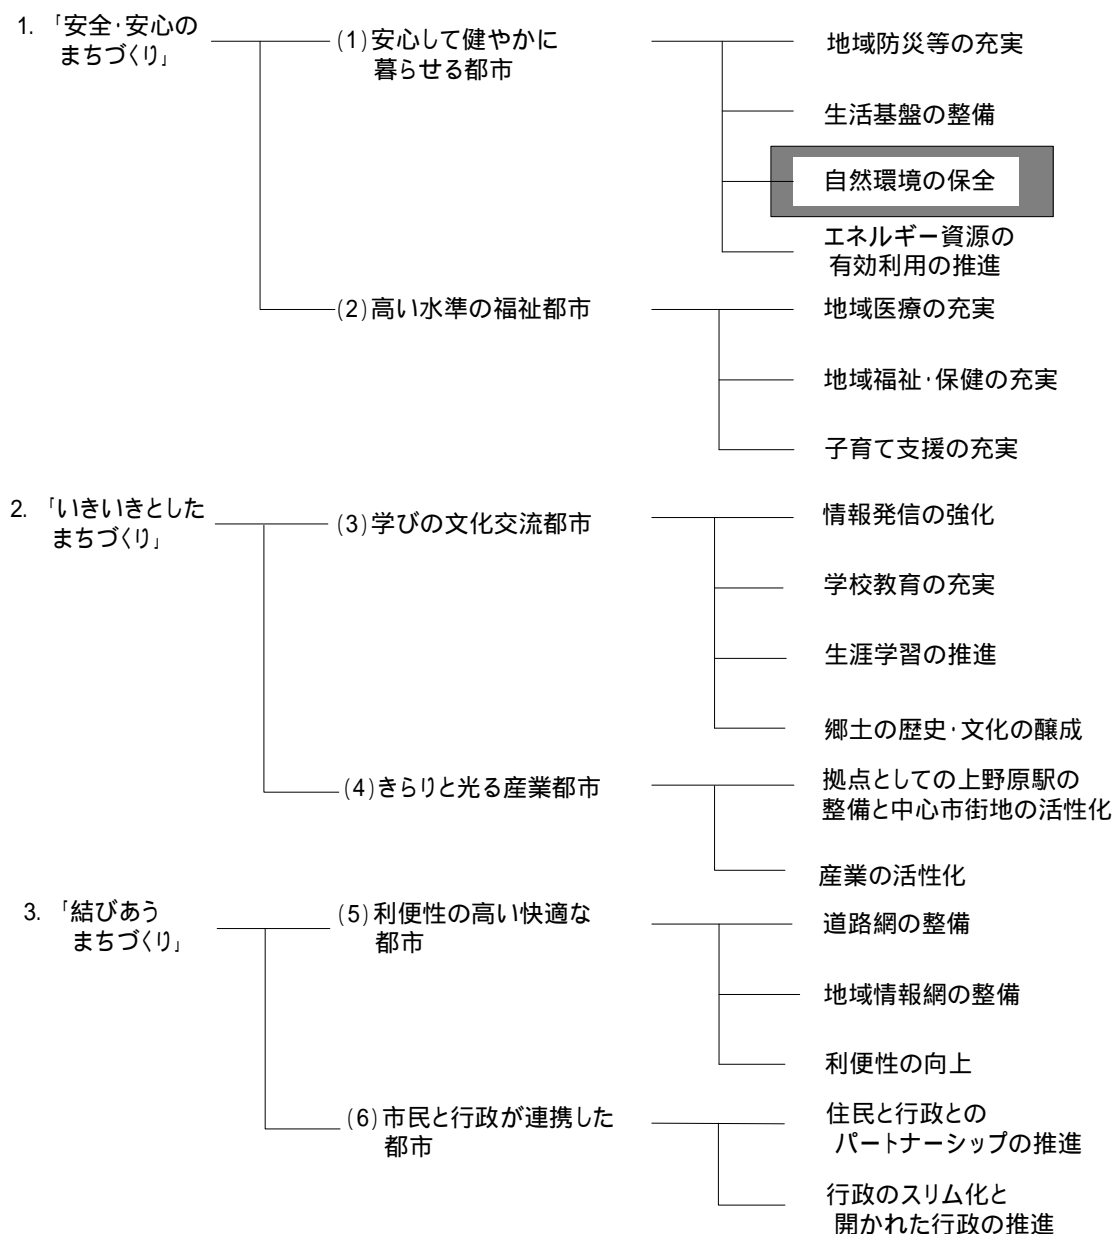 1. 「安全・安心の
まちづくり」
(1)安心して健やかに
暮らせる都市
地域防災等の充実
生活基盤の整備
自然環境の保全
エネルギー資源の
有効利用の推進
(2)高い水準の福祉都市
地域医療の充実
地域福祉・保健の充実
子育て支援の充実
2. 「いきいきとした
まちづくり」
(3)学びの文化交流都市
情報発信の強化
学校教育の充実
生涯学習の推進
郷土の歴史・文化の醸成
(4)きらりと光る産業都市
拠点としての上野原駅の
整備と中心市街地の活性化
産業の活性化
3. 「結びあう
まちづくり」
(5)利便性の高い快適な
都市
道路網の整備
地域情報網の整備
利便性の向上
(6)市民と行政が連携した
都市
住民と行政との
パートナーシップの推進
行政のスリム化と
開かれた行政の推進